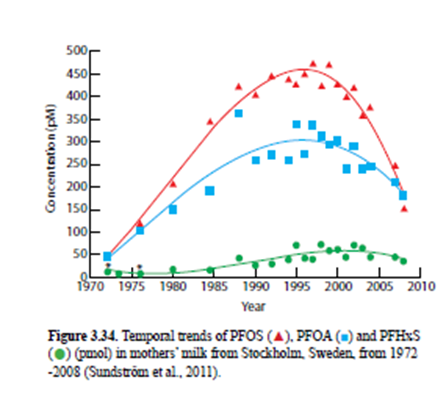 500
450
400
350
300
250
200
150
100
50
0
Concentration (pM)
* *
1970 1975 1980 1985 1990 1995 2000 2005 2010
Year
Figure 3.34. Temporal trends of PFOS (▲), PFOA (■) and PFHxS
(●) (pmol) in mothers' milk from Stockholm, Sweden, from 1972
-2008 (Sundström et al., 2011).